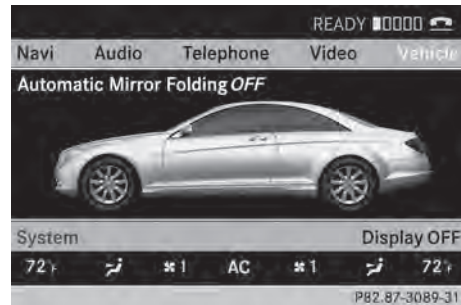 READY
Navi Audio Telephone Video Vehicle
Automatic Mirror Folding OFF
System Display OFF
72°F 1 AC 1 72°F
P82.87-3089-31